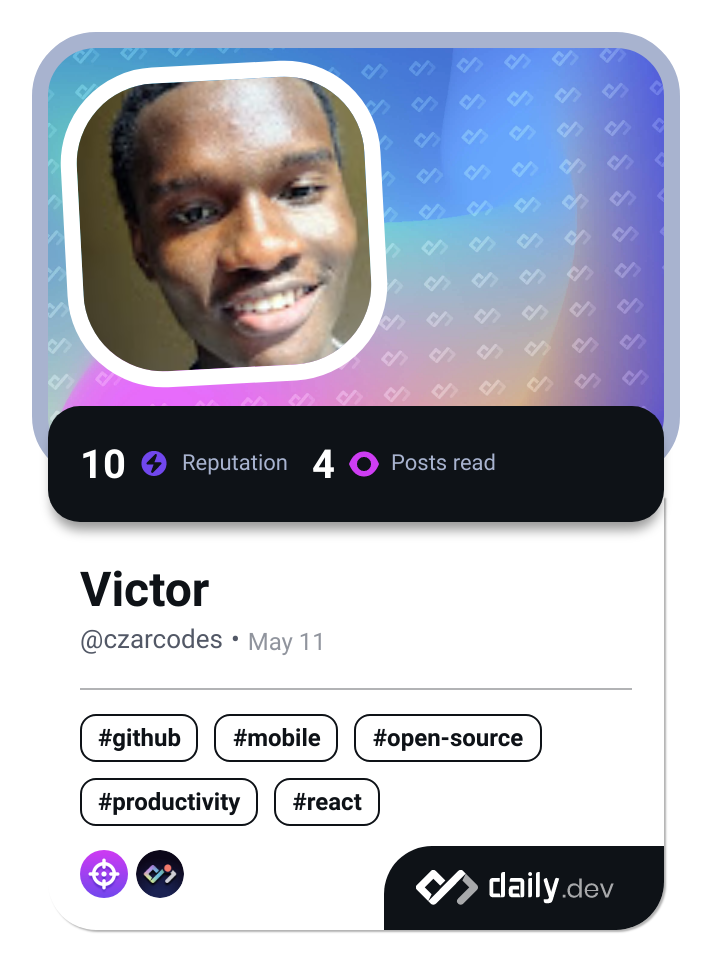 10 Reputation 4 Posts read
Victor
@czarcodes • May 11
#github #mobile #open-source
#productivity #react
daily.dev